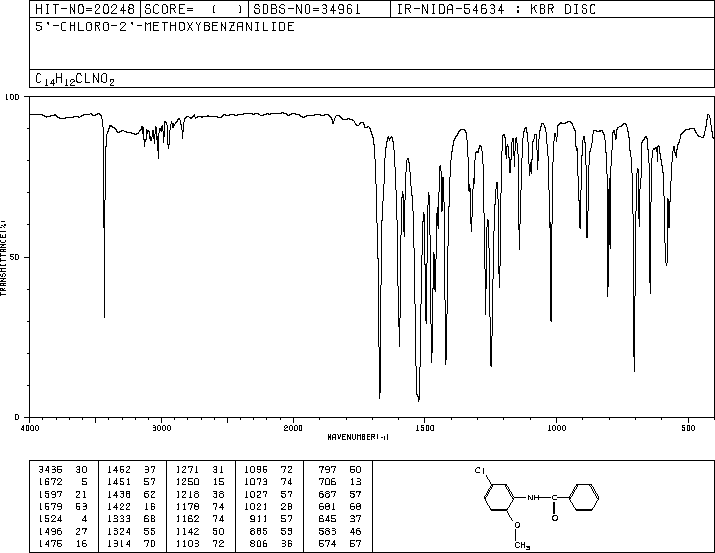 HIT-NO=20248 SCORE= ( ) SDBS-NO=34961 IR-NIDA-54634 : KBR DISC
5'-CHLORO-2'-METHOXYBENZANILIDE
C14H12CLNO2
100
50
0
TRANSMITTANCE(%)
4000 3000 2000 1500 1000 500
WAVENUMBER(-1)
3436 30 1462 37 1271 31 1096 72 797 50
1672 5 1451 57 1250 15 1073 74 706 13
1597 21 1438 62 1218 38 1027 57 687 57
1579 53 1422 16 1178 74 1021 28 681 68
1524 4 1333 68 1162 74 911 57 645 37
1496 27 1324 55 1142 50 885 53 583 46
1475 16 1314 70 1103 72 806 36 574 57
Cl
NH C
O
O
CH3